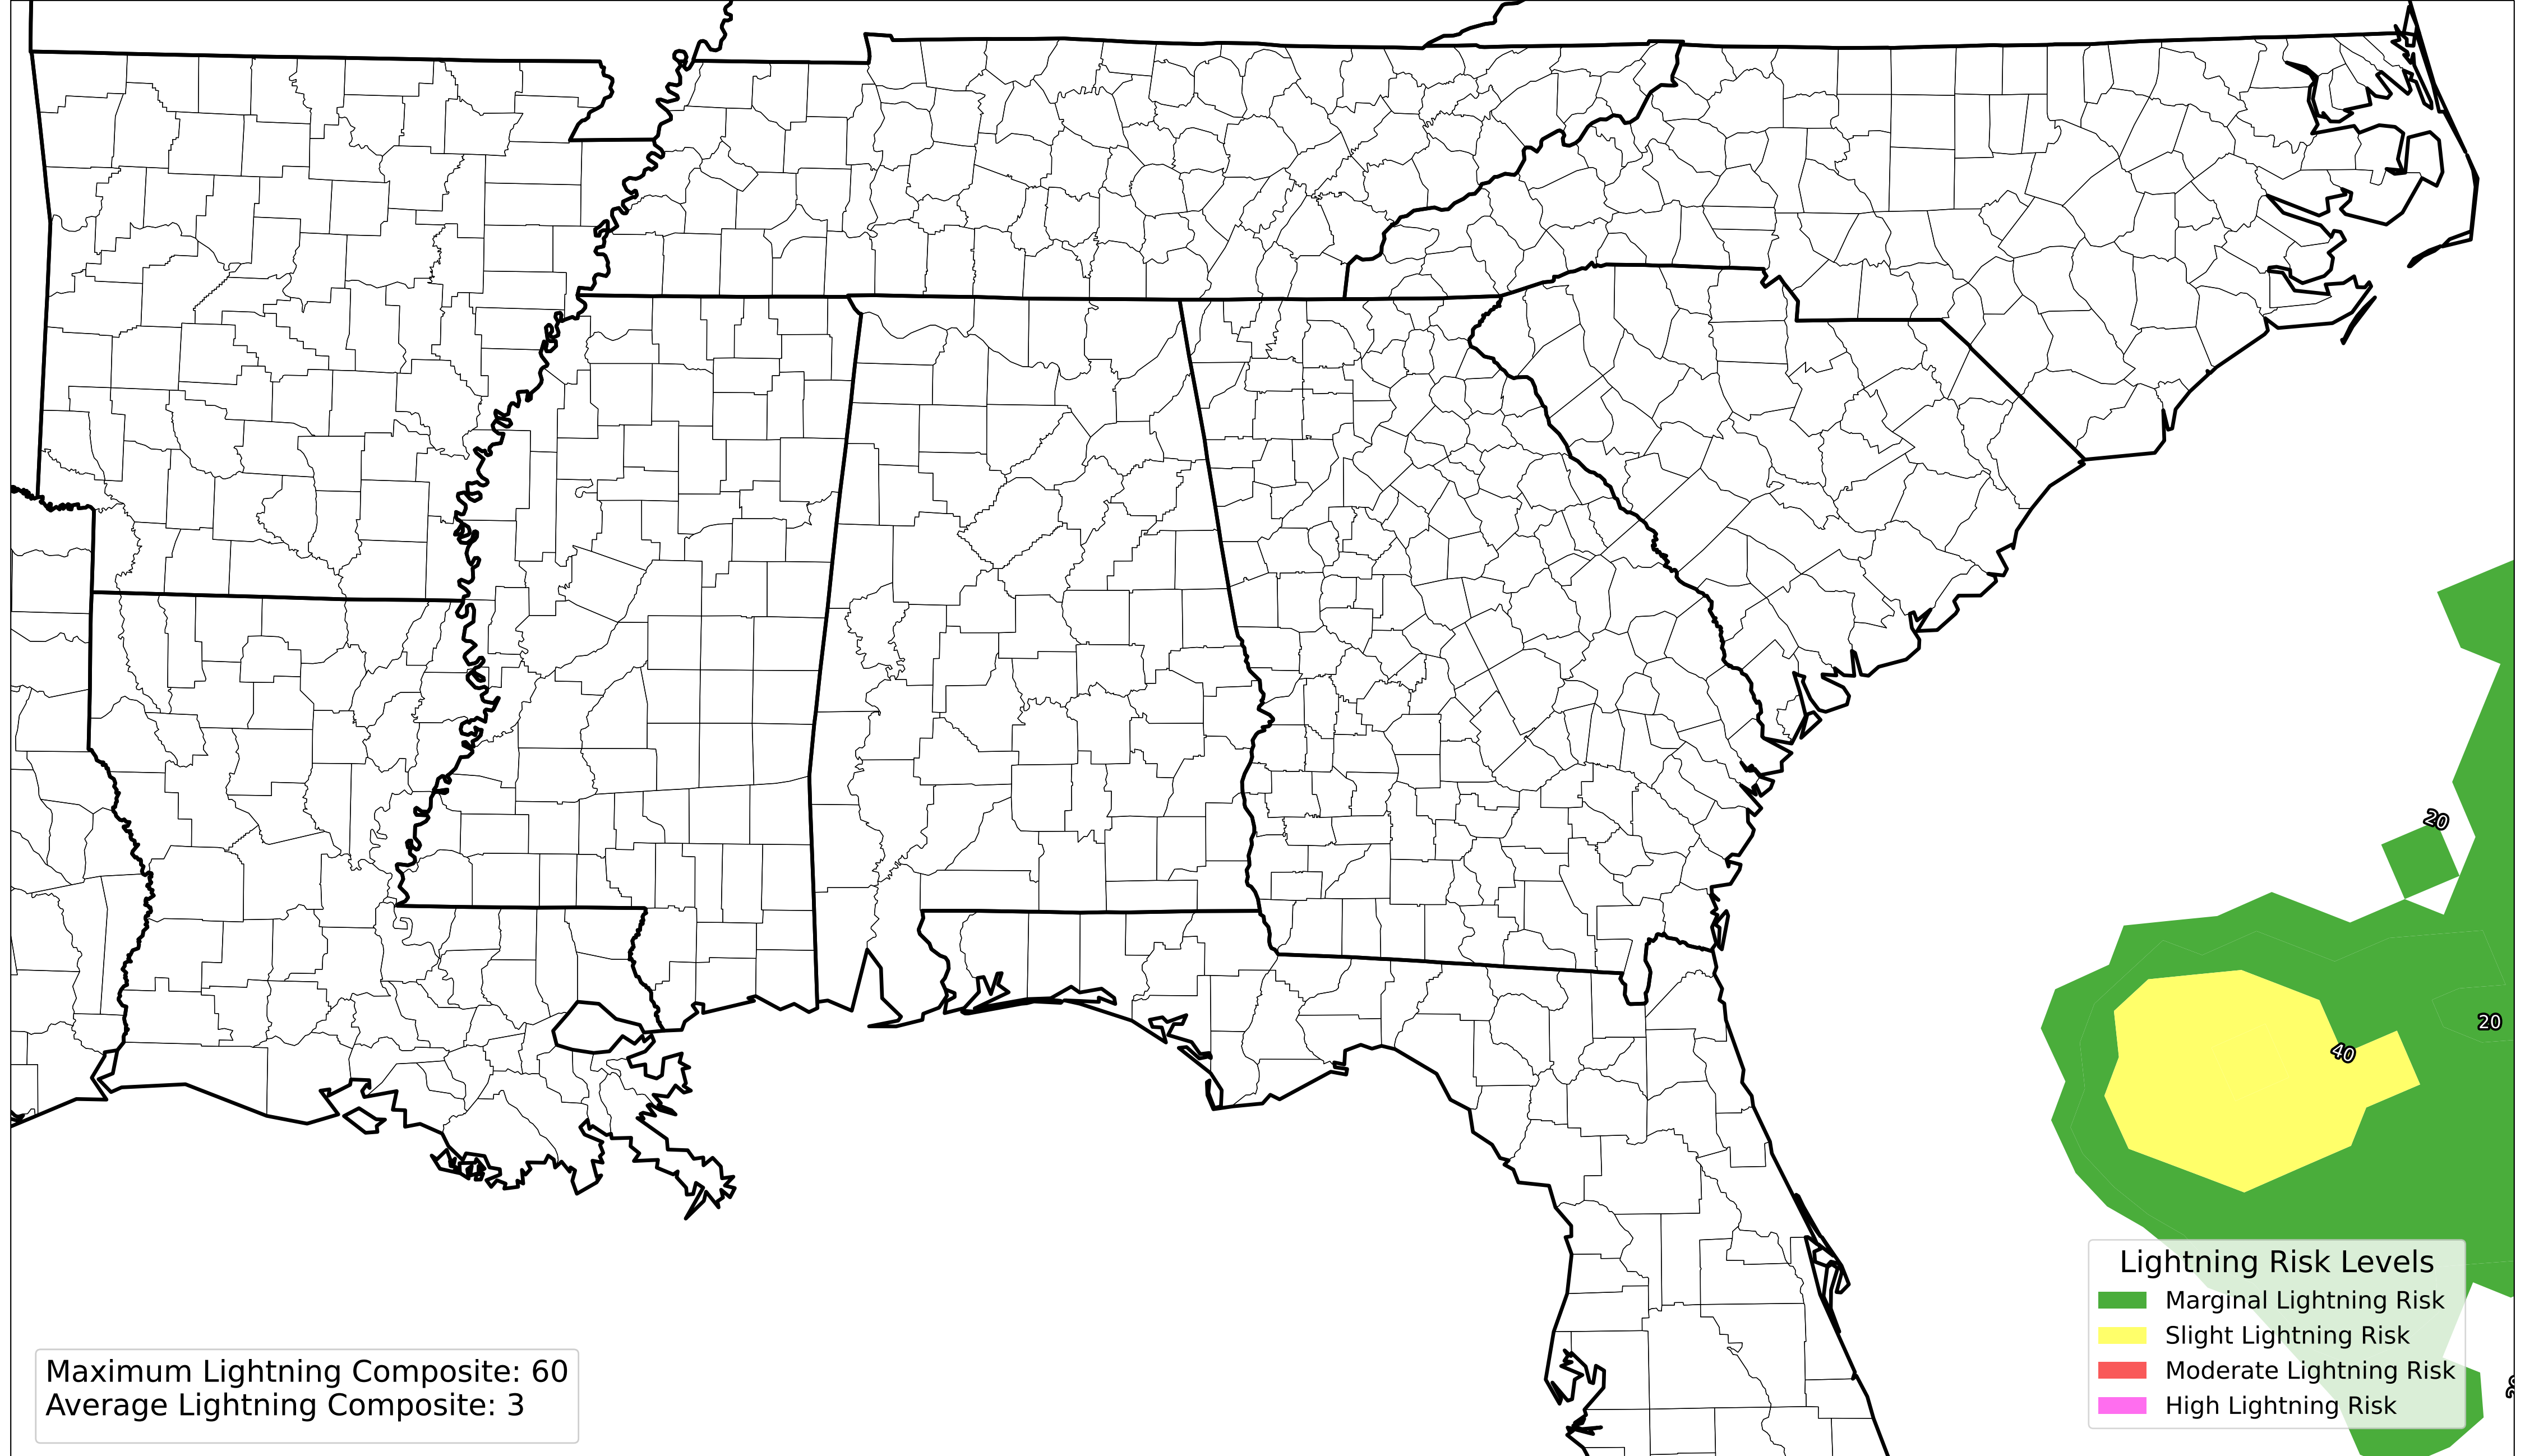 20
20
40
Lightning Risk Levels
Marginal Lightning Risk
Slight Lightning Risk
Moderate Lightning Risk
High Lightning Risk
Maximum Lightning Composite: 60
Average Lightning Composite: 3